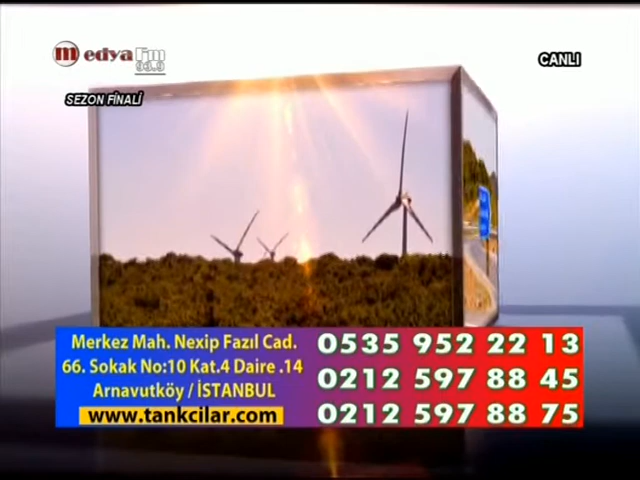 Medya Fm
93.9
CANLI
SEZON FİNALİ
Merkez Mah. Nexip Fazıl Cad.
66. Sokak No:10 Kat.4 Daire .14
Arnavutköy / İSTANBUL
www.tankcilar.com
0535 952 22 13
0212 597 88 45
0212 597 88 75